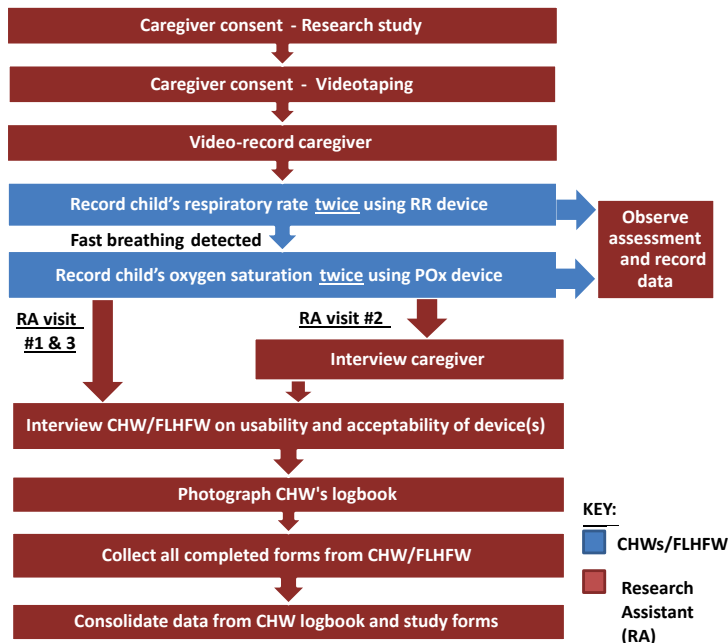 Caregiver consent - Research study
Caregiver consent - Videotaping
Video-record caregiver
Record child's respiratory rate twice using RR device
Fast breathing detected
Record child's oxygen saturation twice using POx device
Observe
assessment
and record
data
RA visit
#1 & 3
RA visit #2
Interview caregiver
Interview CHW/FLHFW on usability and acceptability of device(s)
Photograph CHW's logbook
Collect all completed forms from CHW/FLHFW
Consolidate data from CHW logbook and study forms
KEY:
CHWs/FLHFW
Research
Assistant
(RA)